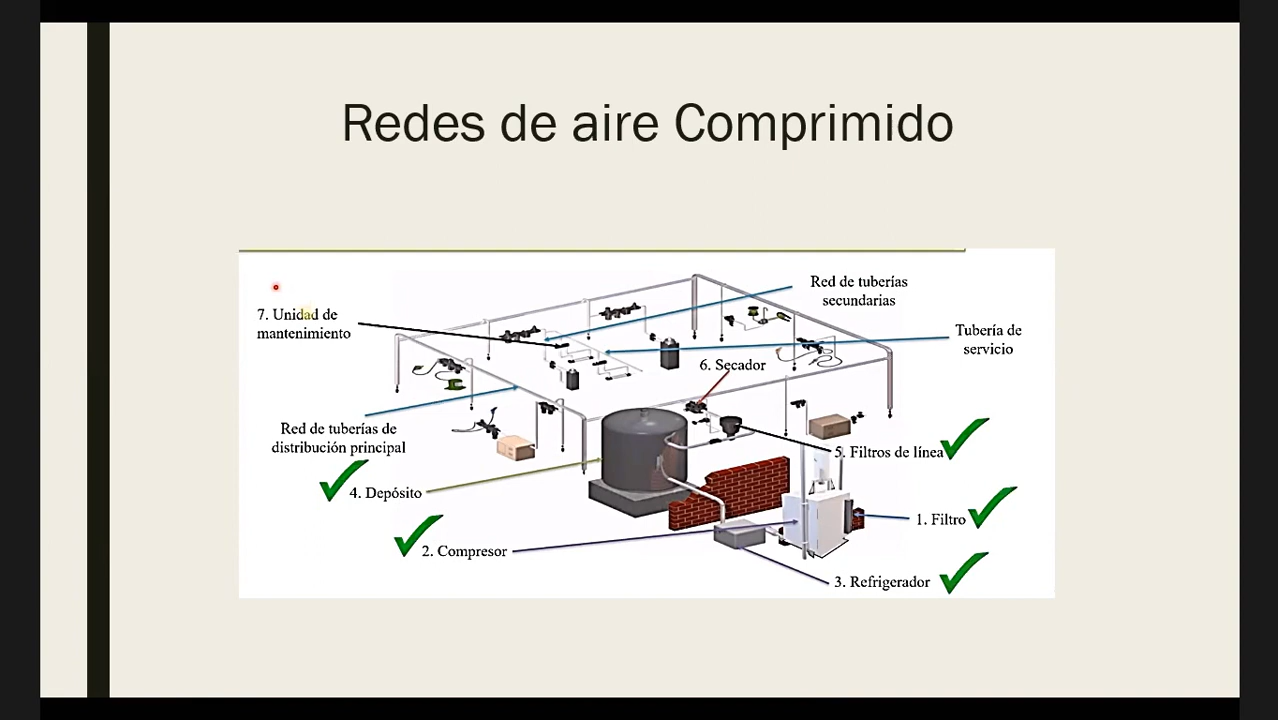 Redes de aire Comprimido
Red de tuberías
secundarias
7. Unidad de
mantenimiento
Tubería de
servicio
6. Secador
Red de tuberías de
distribución principal
5. Filtros de línea
4. Depósito
1. Filtro
2. Compresor
3. Refrigerador